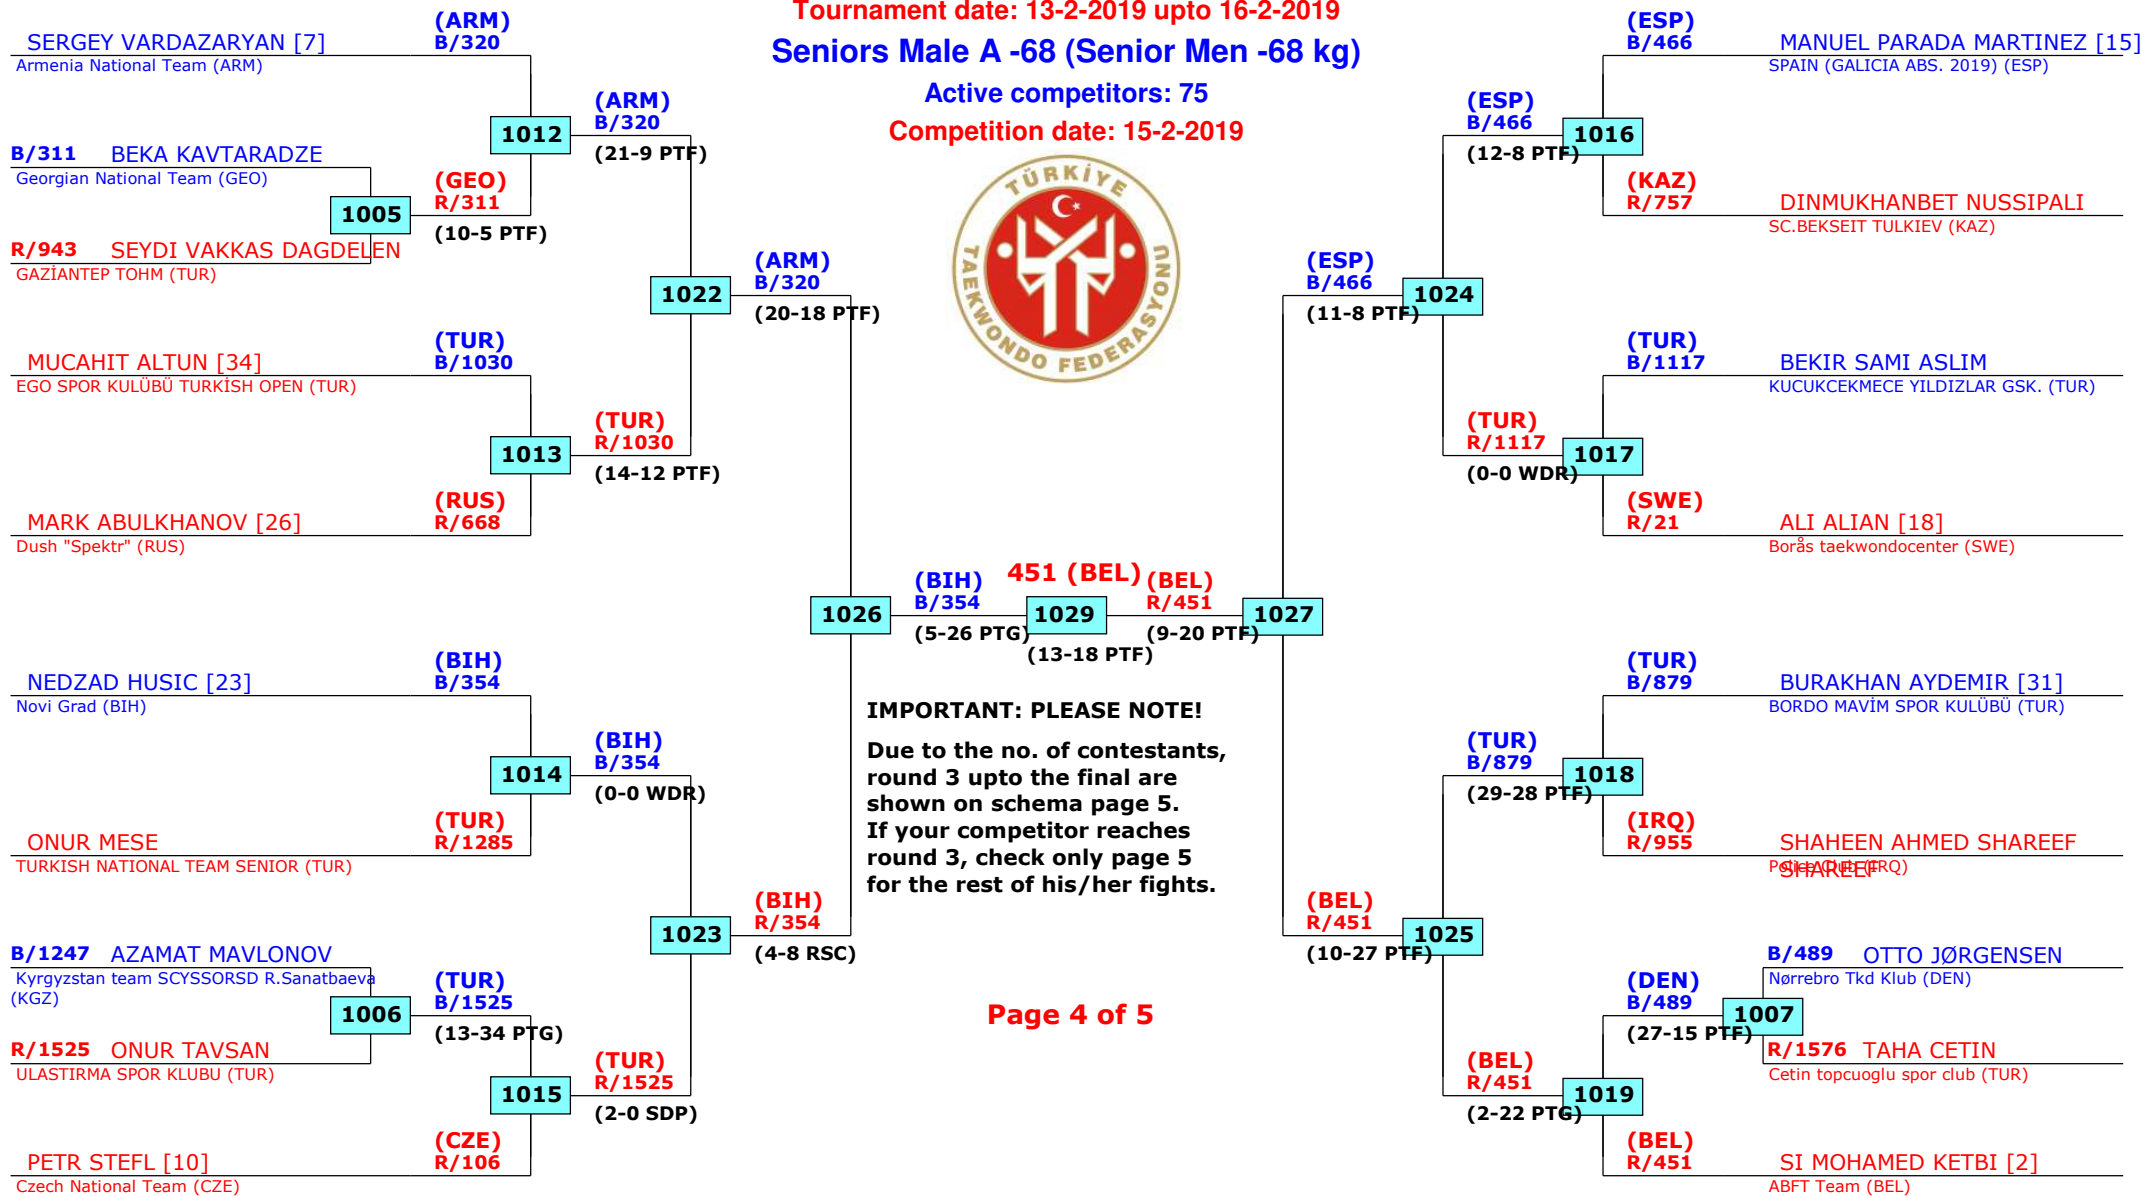 Tournament date: 13-2-2019 upto 16-2-2019
Seniors Male A -68 (Senior Men -68 kg)
Active competitors: 75
Competition date: 15-2-2019
TÜRKİYE
TAEKWONDO FEDERASYONU
SERGEY VARDAZARYAN [7]
Armenia National Team (ARM)
(ARM)
B/320
1012
(ARM)
B/320
(21-9 PTF)
B/311 BEKA KAVTARADZE
Georgian National Team (GEO)
1005
(GEO)
R/311
(10-5 PTF)
R/943 SEYDI VAKKAS DAGDELEN
GAZİANTEP TOHM (TUR)
1022
(ARM)
B/320
(20-18 PTF)
MUCAHIT ALTUN [34]
EGO SPOR KULÜBÜ TURKİSH OPEN (TUR)
(TUR)
B/1030
1013
(TUR)
R/1030
(14-12 PTF)
MARK ABULKHANOV [26]
Dush "Spektr" (RUS)
(RUS)
R/668
1026
(BIH)
B/354
(5-26 PTG)
451 (BEL)
1029
(13-18 PTF)
(BEL)
R/451
(9-20 PTF)
1027
NEDZAD HUSIC [23]
Novi Grad (BIH)
(BIH)
B/354
1014
(BIH)
B/354
(0-0 WDR)
ONUR MESE
TURKISH NATIONAL TEAM SENIOR (TUR)
(TUR)
R/1285
1023
(BIH)
R/354
(4-8 RSC)
B/1247 AZAMAT MAVLONOV
Kyrgyzstan team SCYSSORSD R.Sanatbaeva
(KGZ)
1006
(TUR)
B/1525
(13-34 PTG)
R/1525 ONUR TAVSAN
ULASTIRMA SPOR KLUBU (TUR)
1015
(TUR)
R/1525
(2-0 SDP)
PETR STEFL [10]
Czech National Team (CZE)
(CZE)
R/106
IMPORTANT: PLEASE NOTE!
Due to the no. of contestants,
round 3 upto the final are
shown on schema page 5.
If your competitor reaches
round 3, check only page 5
for the rest of his/her fights.
Page 4 of 5
(ESP)
B/466
MANUEL PARADA MARTINEZ [15]
SPAIN (GALICIA ABS. 2019) (ESP)
(ESP)
B/466
(12-8 PTF)
1016
(KAZ)
R/757
DINMUKHANBET NUSSIPALI
SC.BEKSEIT TULKIEV (KAZ)
(ESP)
B/466
(11-8 PTF)
1024
(TUR)
B/1117
BEKIR SAMI ASLIM
KUCUKCEKMECE YILDIZLAR GSK. (TUR)
(TUR)
R/1117
(0-0 WDR)
1017
(SWE)
R/21
ALI ALIAN [18]
Borås taekwondocenter (SWE)
(TUR)
B/879
BURAKHAN AYDEMIR [31]
BORDO MAVİM SPOR KULÜBÜ (TUR)
(TUR)
B/879
(29-28 PTF)
1018
(IRQ)
R/955
SHAHEEN AHMED SHAREEF
SHAREEF
Police Club (IRQ)
(BEL)
R/451
(10-27 PTF)
1025
B/489 OTTO JØRGENSEN
Nørrebro Tkd Klub (DEN)
(DEN)
B/489
(27-15 PTF)
1007
R/1576 TAHA CETIN
Cetin topcuoglu spor club (TUR)
(BEL)
R/451
(2-22 PTG)
1019
(BEL)
R/451
SI MOHAMED KETBI [2]
ABFT Team (BEL)